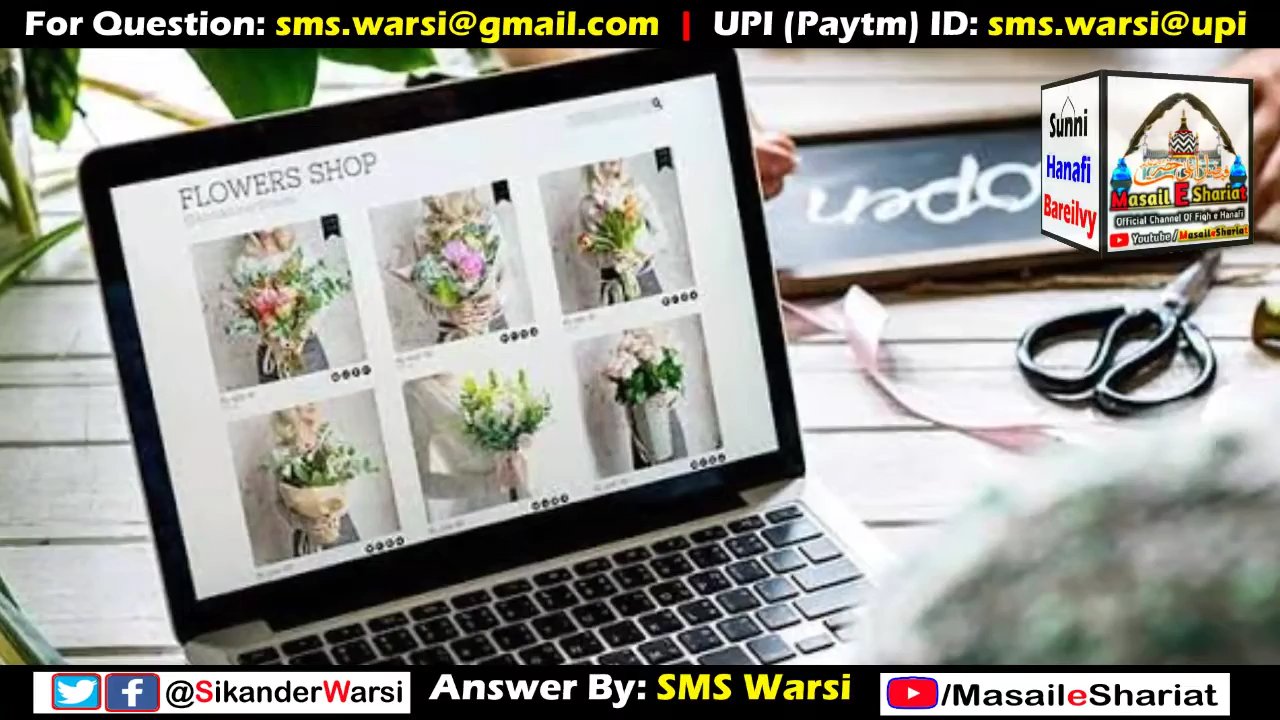 For Question: sms.warsi@gmail.com | UPI (Paytm) ID: sms.warsi@upi
FLOWERS SHOP
open
Sunni
Hanafi
Bareilvy
Masail E Shariat
Official Channel Of Fiqh e Hanafi
Youtube / MasaileShariat
@SikanderWarsi
Answer By: SMS Warsi
/MasaileShariat